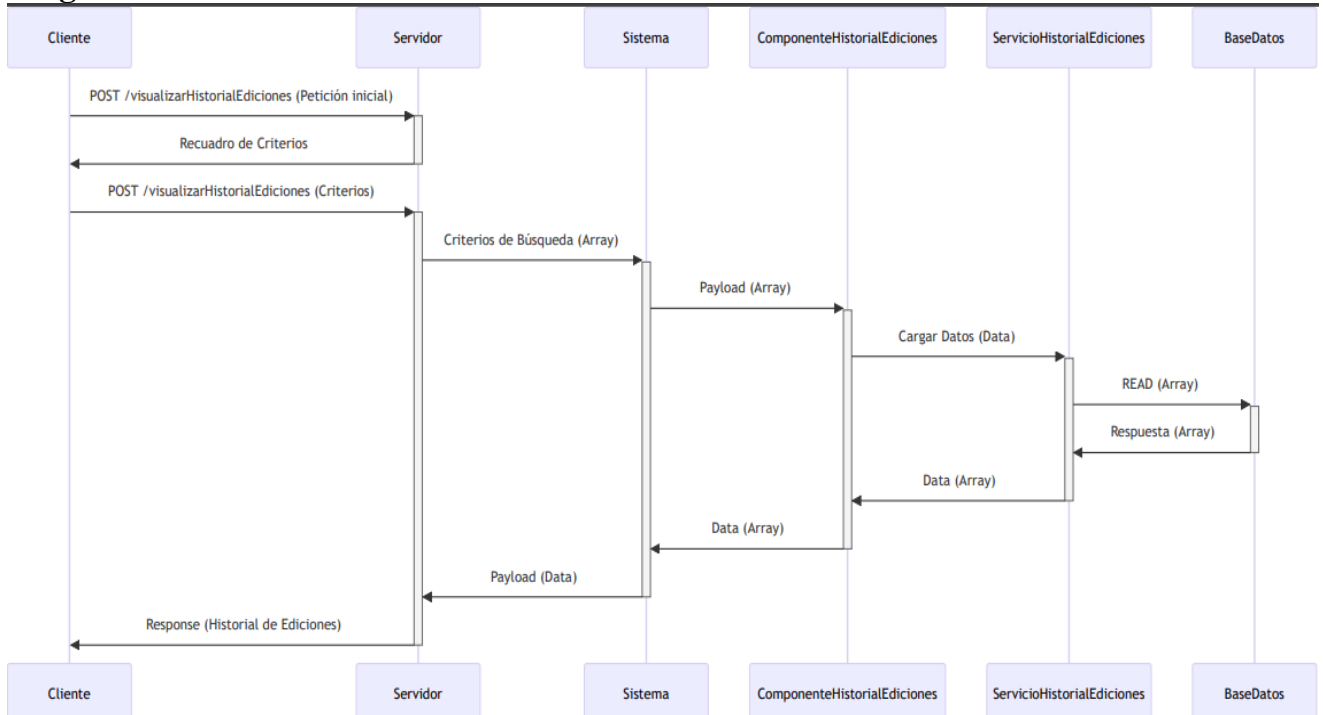 Cliente
Servidor
Sistema
ComponenteHistorialEdiciones
ServicioHistorialEdiciones
BaseDatos
POST /visualizarHistorialEdiciones (Petición inicial)
Recuadro de Criterios
POST /visualizarHistorialEdiciones (Criterios)
Criterios de Búsqueda (Array)
Payload (Array)
Cargar Datos (Data)
READ (Array)
Respuesta (Array)
Data (Array)
Data (Array)
Payload (Data)
Response (Historial de Ediciones)
Cliente
Servidor
Sistema
ComponenteHistorialEdiciones
ServicioHistorialEdiciones
BaseDatos